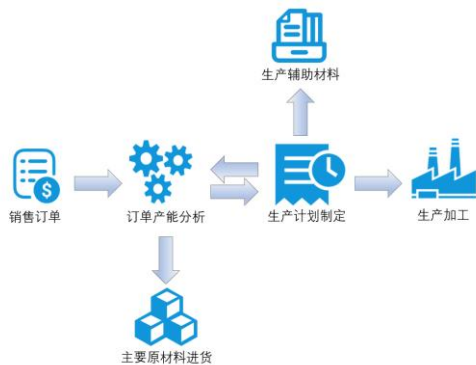 生产辅助材料
销售订单
订单产能分析
生产计划制定
生产加工
主要原材料进货